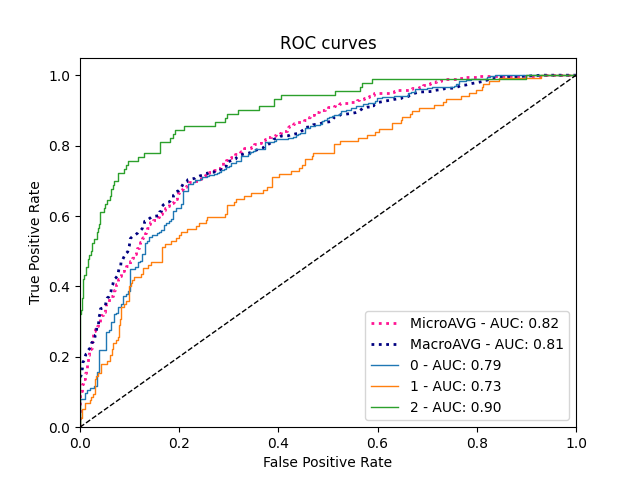 ROC curves
True Positive Rate
1.0
0.8
0.6
0.4
0.2
0.0
MicroAVG - AUC: 0.82
MacroAVG - AUC: 0.81
0 - AUC: 0.79
1 - AUC: 0.73
2 - AUC: 0.90
0.0 0.2 0.4 0.6 0.8 1.0
False Positive Rate